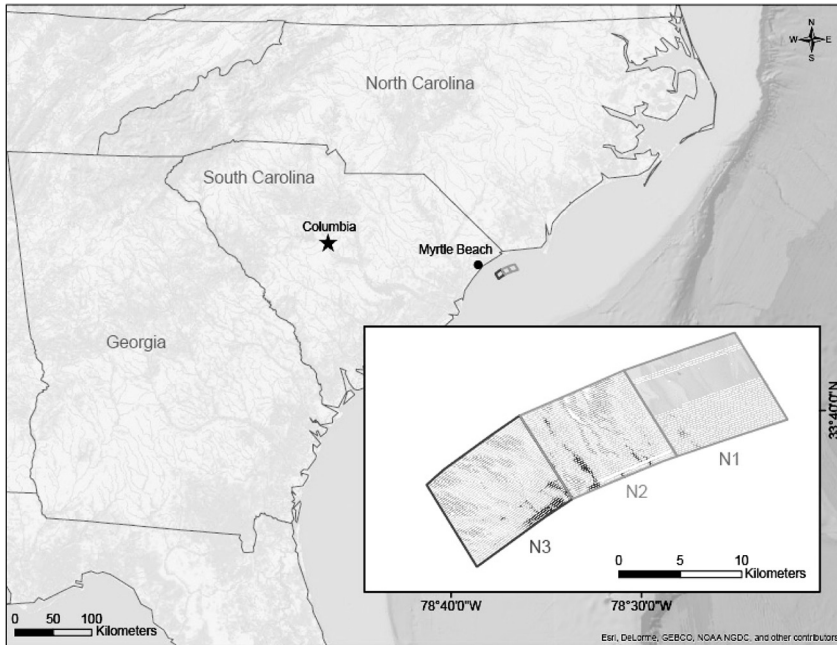 N
W E
S
North Carolina
South Carolina
Columbia
Myrtle Beach
Georgia
33°40'0"N
N1
N2
N3
0 5 10
Kilometers
78°40'0"W 78°30'0"W
0 50 100
Kilometers
Esri, DeLorme, GEBCO, NOAA NGDC, and other contributors